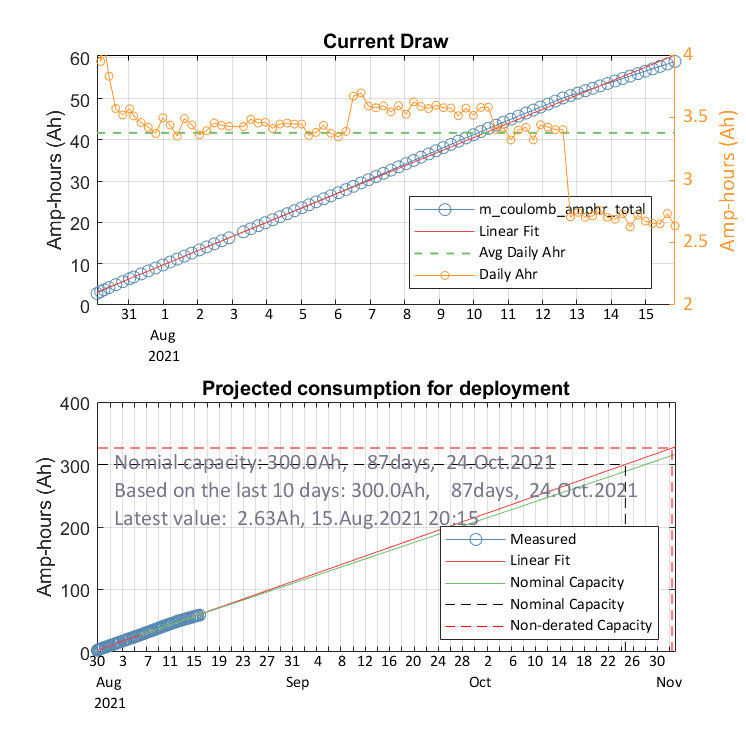 Current Draw
Amp-hours (Ah)
60
50
40
30
20
10
0
4
3.5
3
2.5
2
Amp-hours (Ah)
m_coulomb_amphr_total
Linear Fit
Avg Daily Ahr
Daily Ahr
31 1 2 3 4 5 6 7 8 9 10 11 12 13 14 15
Aug
2021
Projected consumption for deployment
Amp-hours (Ah)
400
300
200
100
0
Nomial capacity: 300.0Ah, 87days, 24.Oct.2021
Based on the last 10 days: 300.0Ah, 87days, 24.Oct.2021
Latest value: 2.63Ah, 15.Aug.2021 20:15
Measured
Linear Fit
Nominal Capacity
Nominal Capacity
Non-derated Capacity
30 3 7 11 15 19 23 27 31 4 8 12 16 20 24 28 2 6 10 14 18 22 26 30
Aug Sep Oct Nov
2021